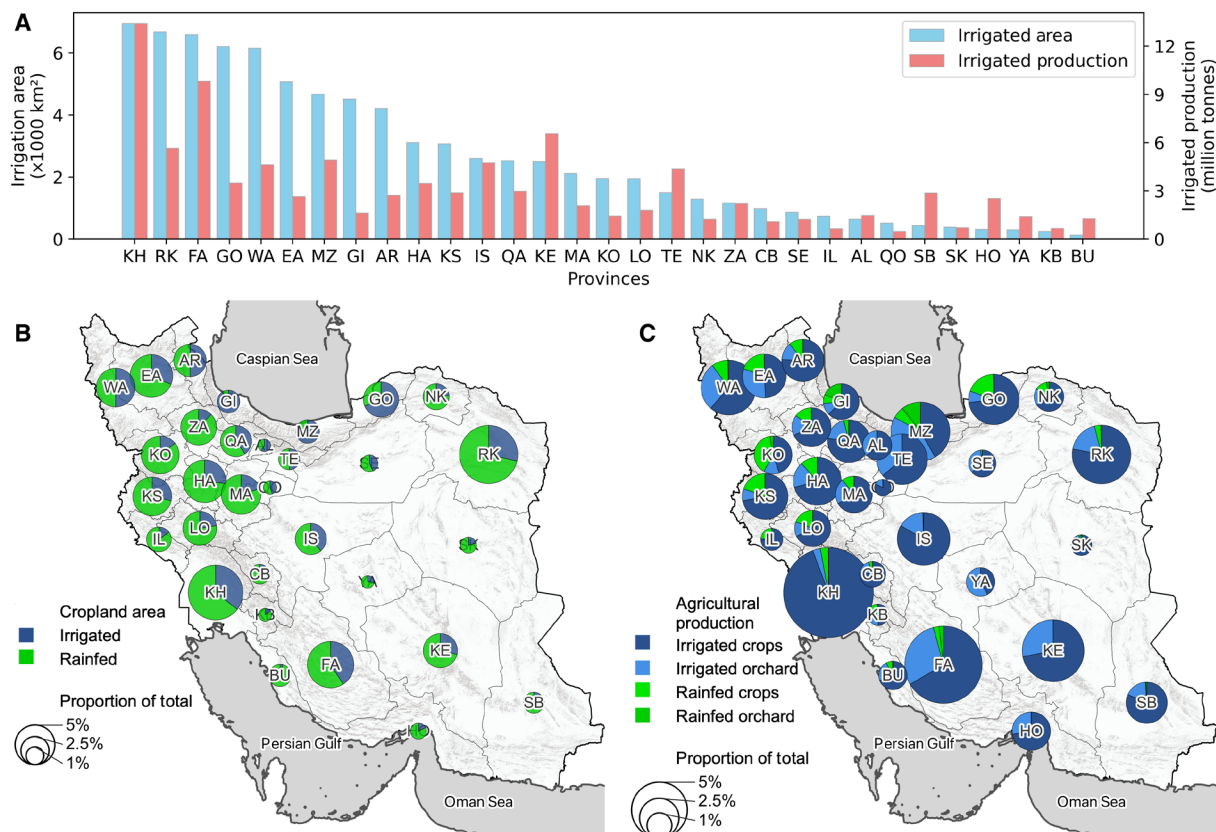 A
Irrigation area
(x1000 km²)
6
4
2
0
Irrigated area
Irrigated production
12
9
6
3
0
Irrigated production
(million tonnes)
KH RK FA GO WA EA MZ GI AR HA KS IS QA KE MA KO LO TE NK ZA CB SE IL AL QO SB SK HO YA KB BU
Provinces
B
Caspian Sea
AR
EA
WA
GI
GO
NK
ZA
MZ
QA
KO
TE
RK
HA
KS
MA
LO
IL
IS
CB
YA
KH
KB
FA
KE
BU
SB
HO
Persian Gulf
Oman Sea
Cropland area
Irrigated
Rainfed
Proportion of total
5%
2.5%
1%
C
Caspian Sea
AR
EA
WA
GI
GO
NK
ZA
MZ
QA
AL
KO
TE
SE
RK
HA
KS
MA
LO
IL
IS
SK
CB
YA
KH
KB
FA
KE
BU
SB
HO
Persian Gulf
Oman Sea
Agricultural
production
Irrigated crops
Irrigated orchard
Rainfed crops
Rainfed orchard
Proportion of total
5%
2.5%
1%